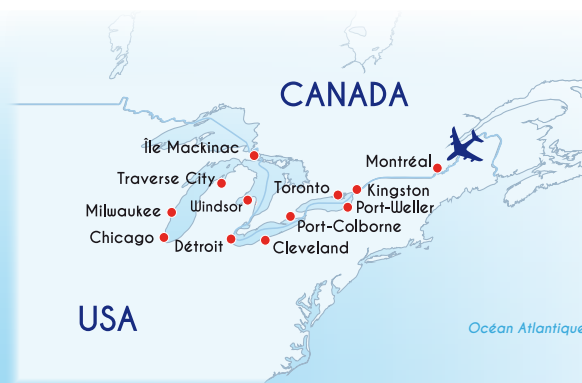 CANADA
Île Mackinac
Montréal
Traverse City
Toronto
Kingston
Milwaukee
Windsor
Port-Weller
Chicago
Détroit
Port-Colborne
Cleveland
USA
Océan Atlantique